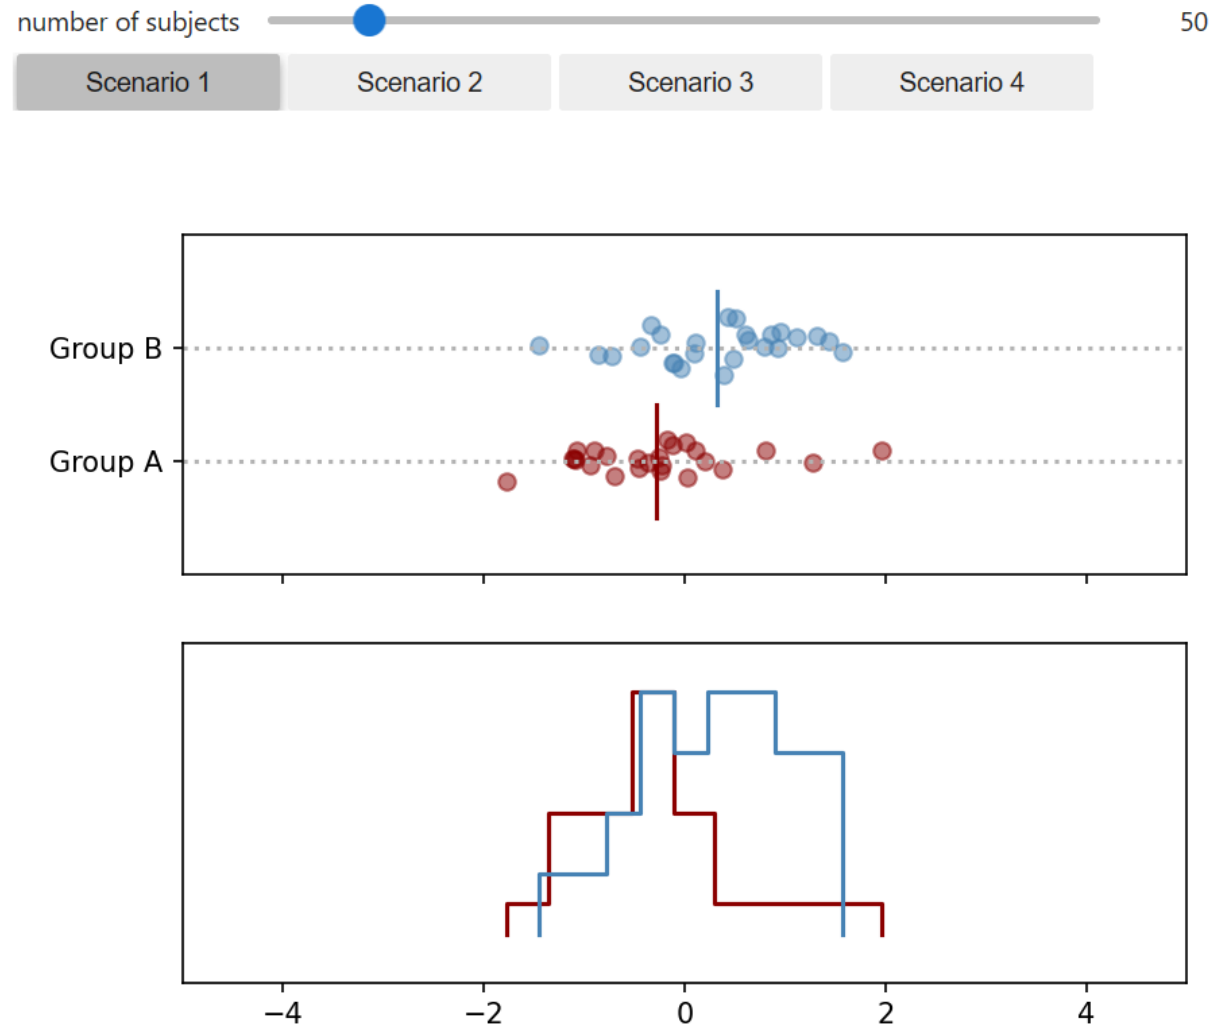 number of subjects 50
Scenario 1 Scenario 2 Scenario 3 Scenario 4
Group B
Group A
−4 −2 0 2 4